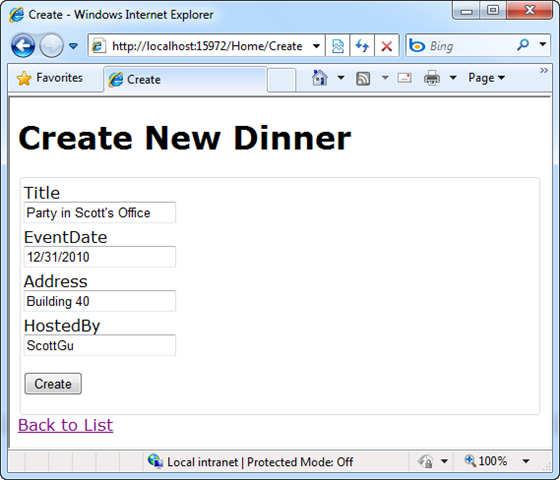 Create - Windows Internet Explorer
http://localhost:15972/Home/Create
Bing
Favorites
Create
Page
»
Create New Dinner
Title
Party in Scott's Office
EventDate
12/31/2010
Address
Building 40
HostedBy
ScottGu
Create
Back to List
Local intranet | Protected Mode: Off
100%